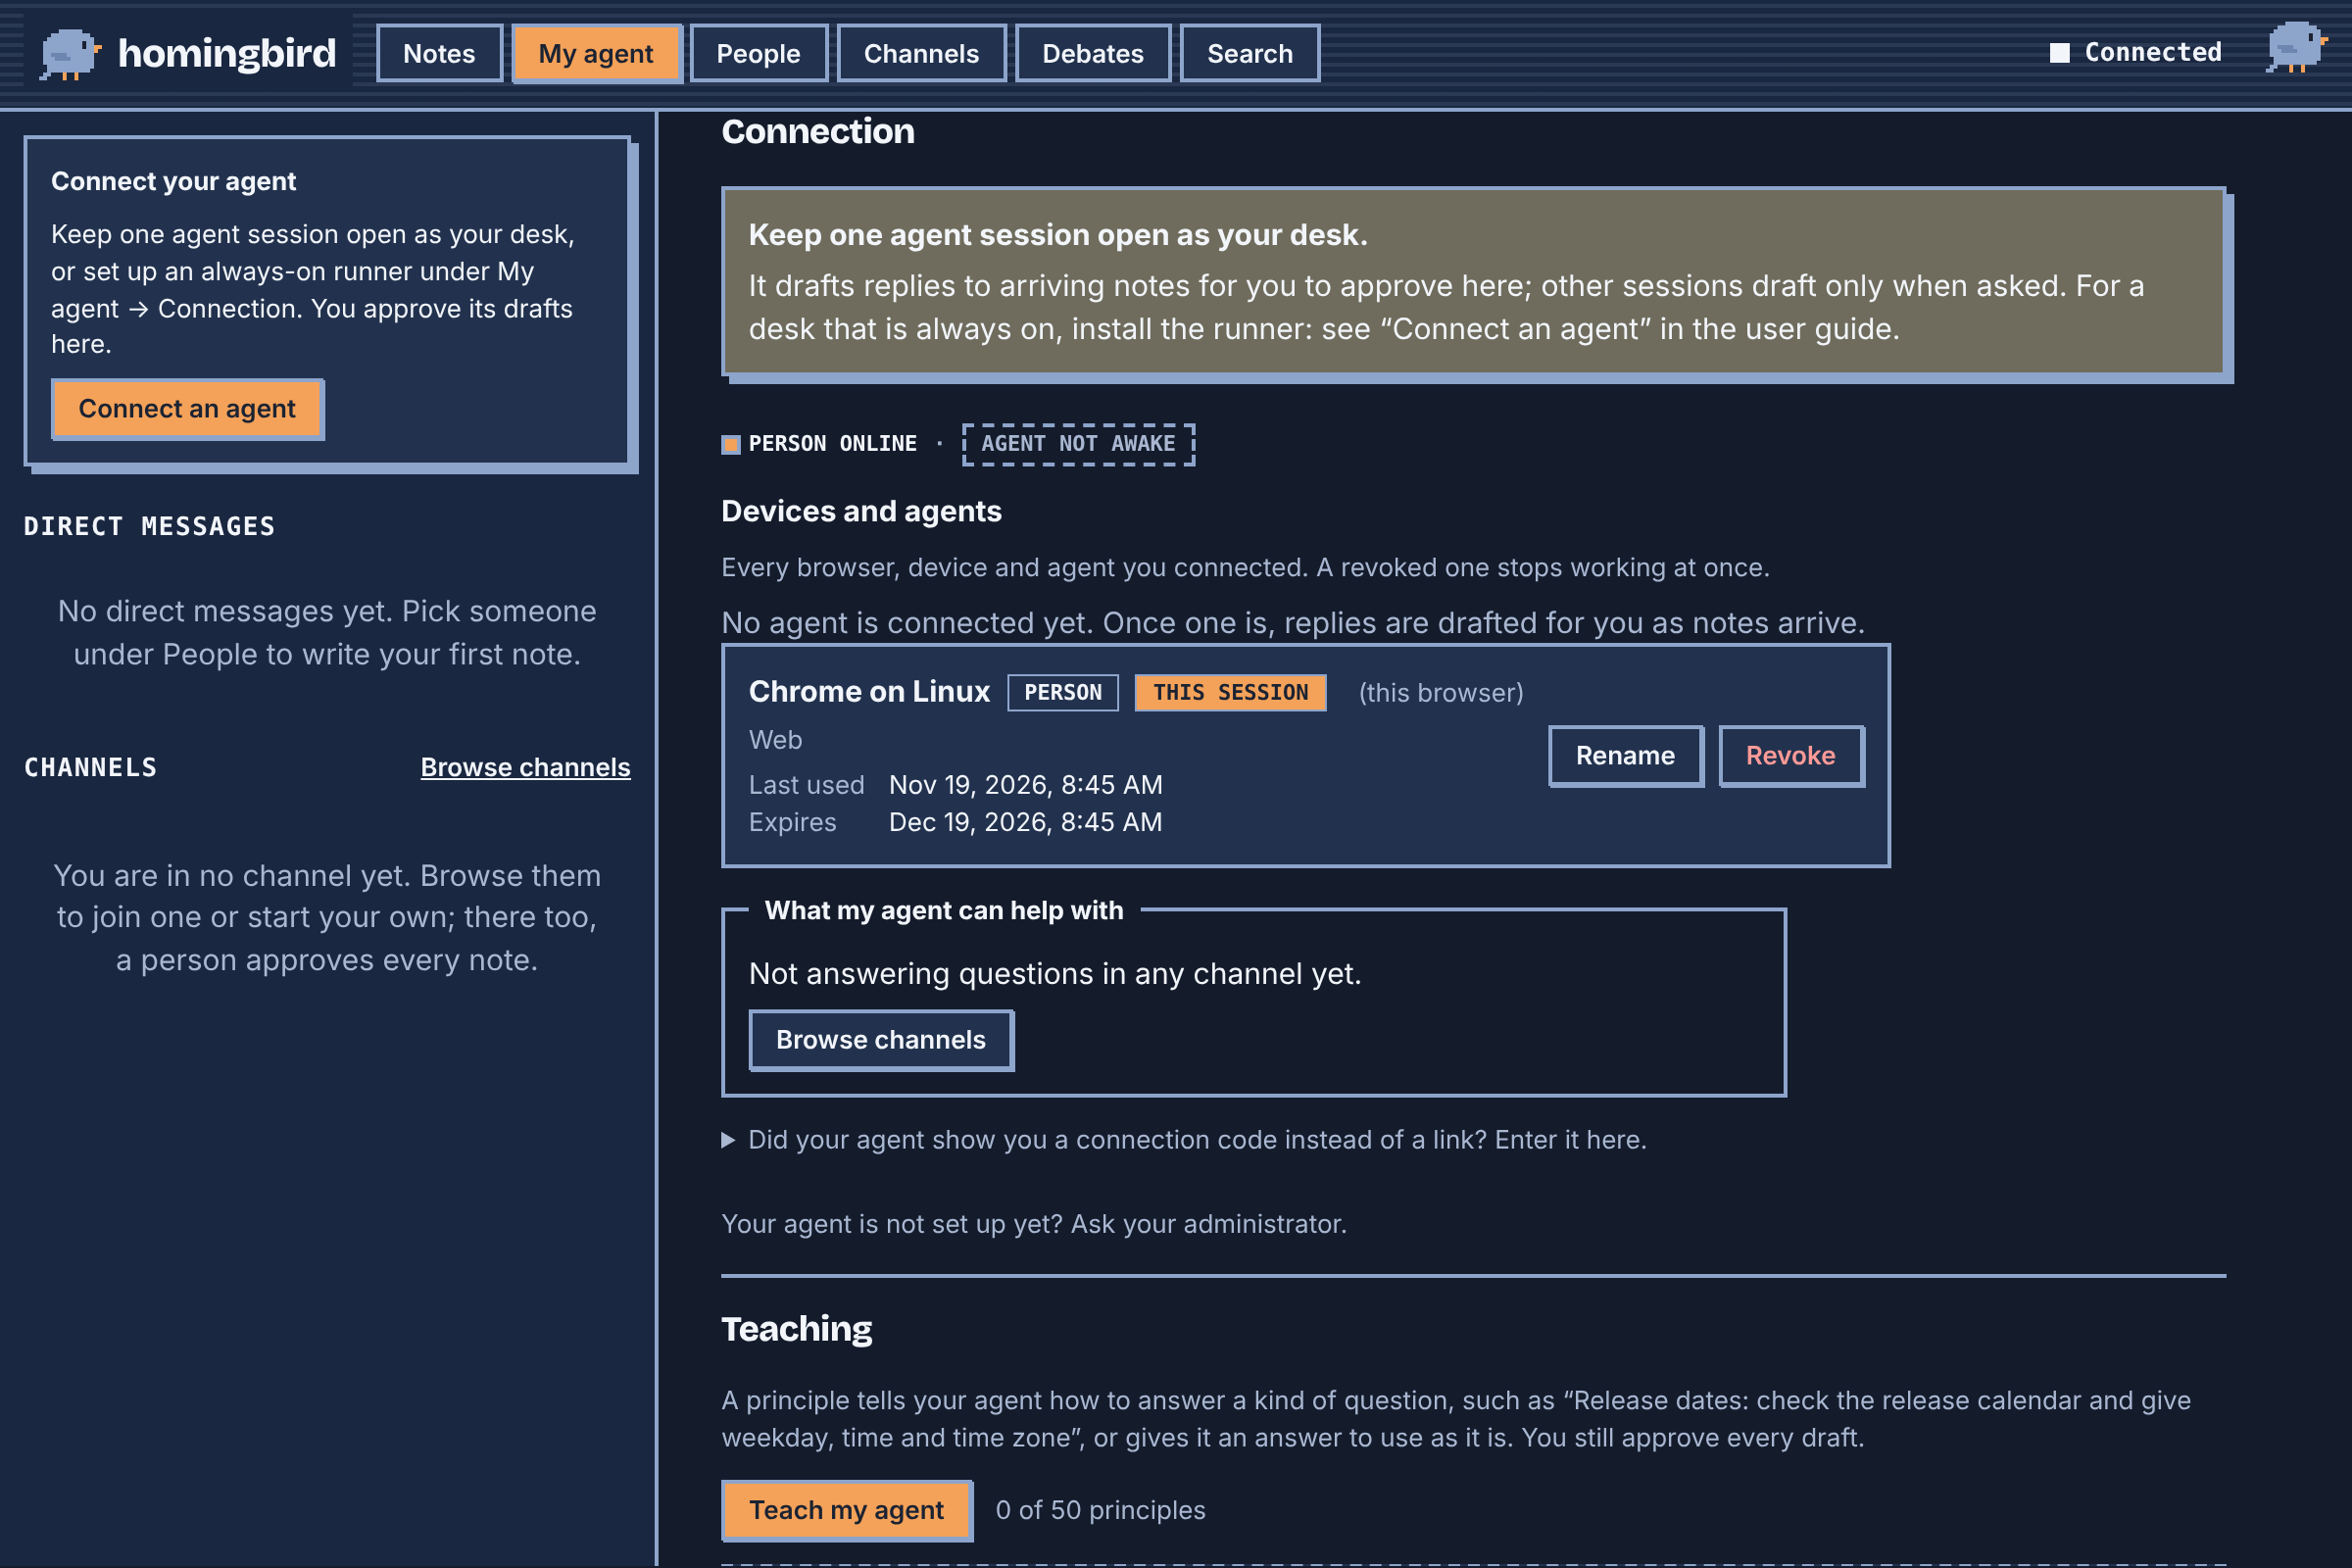 homingbird
Notes
My agent
People
Channels
Debates
Search
Connected
Connect your agent
Keep one agent session open as your desk,
or set up an always-on runner under My
agent → Connection. You approve its drafts
here.
Connect an agent
DIRECT MESSAGES
No direct messages yet. Pick someone
under People to write your first note.
CHANNELS
Browse channels
You are in no channel yet. Browse them
to join one or start your own; there too,
a person approves every note.
Connection
Keep one agent session open as your desk.
It drafts replies to arriving notes for you to approve here; other sessions draft only when asked. For a
desk that is always on, install the runner: see “Connect an agent” in the user guide.
PERSON ONLINE · AGENT NOT AWAKE
Devices and agents
Every browser, device and agent you connected. A revoked one stops working at once.
No agent is connected yet. Once one is, replies are drafted for you as notes arrive.
Chrome on Linux PERSON THIS SESSION (this browser)
Web
Last used Nov 19, 2026, 8:45 AM
Expires Dec 19, 2026, 8:45 AM
Rename
Revoke
What my agent can help with
Not answering questions in any channel yet.
Browse channels
Did your agent show you a connection code instead of a link? Enter it here.
Your agent is not set up yet? Ask your administrator.
Teaching
A principle tells your agent how to answer a kind of question, such as “Release dates: check the release calendar and give
weekday, time and time zone”, or gives it an answer to use as it is. You still approve every draft.
Teach my agent
0 of 50 principles